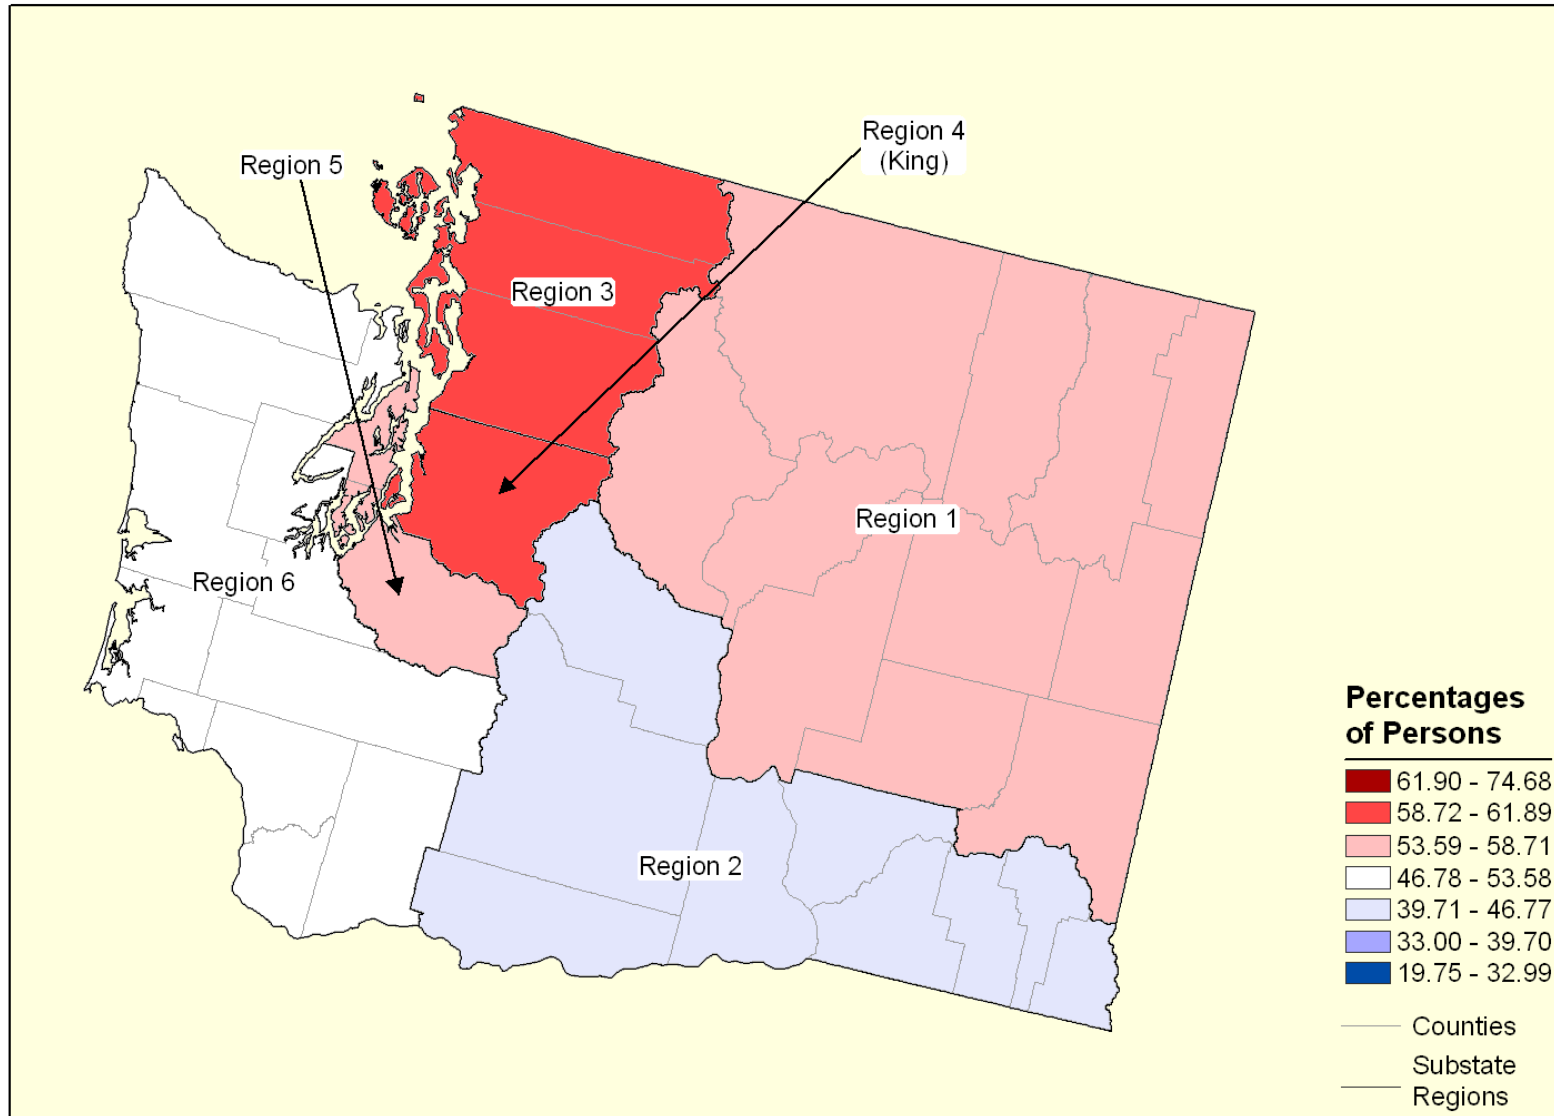 Region 4
(King)
Region 5
Region 3
Region 1
Region 6
Region 2
Percentages
of Persons
61.90 - 74.68
58.72 - 61.89
53.59 - 58.71
46.78 - 53.58
39.71 - 46.77
33.00 - 39.70
19.75 - 32.99
Counties
Substate
Regions